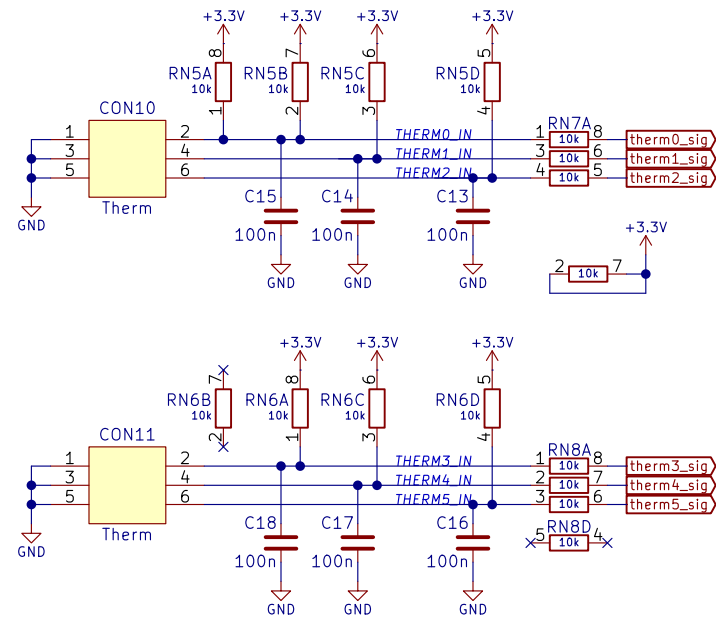 +3.3V +3.3V +3.3V +3.3V
8 7 6 5
RN5A RN5B RN5C RN5D
10k 10k 10k 10k
1 2 3 4
CON10
1 2 THERM0_IN 1 RN7A 10k 8 therm0_sig
3 4 THERM1_IN 3 10k 6 therm1_sig
5 6 THERM2_IN 4 10k 5 therm2_sig
Therm
C15 C14 C13
100n 100n 100n
GND
GND GND GND
+3.3V
2 10k 7
+3.3V +3.3V +3.3V
7 8 6 5
RN6B RN6A RN6C RN6D
10k 10k 10k 10k
2 1 3 4
CON11
1 2 THERM3_IN 1 RN8A 10k 8 therm3_sig
3 4 THERM4_IN 2 10k 7 therm4_sig
5 6 THERM5_IN 3 10k 6 therm5_sig
Therm
C18 C17 C16
RN8D
5 10k 4
100n 100n 100n
GND
GND GND GND